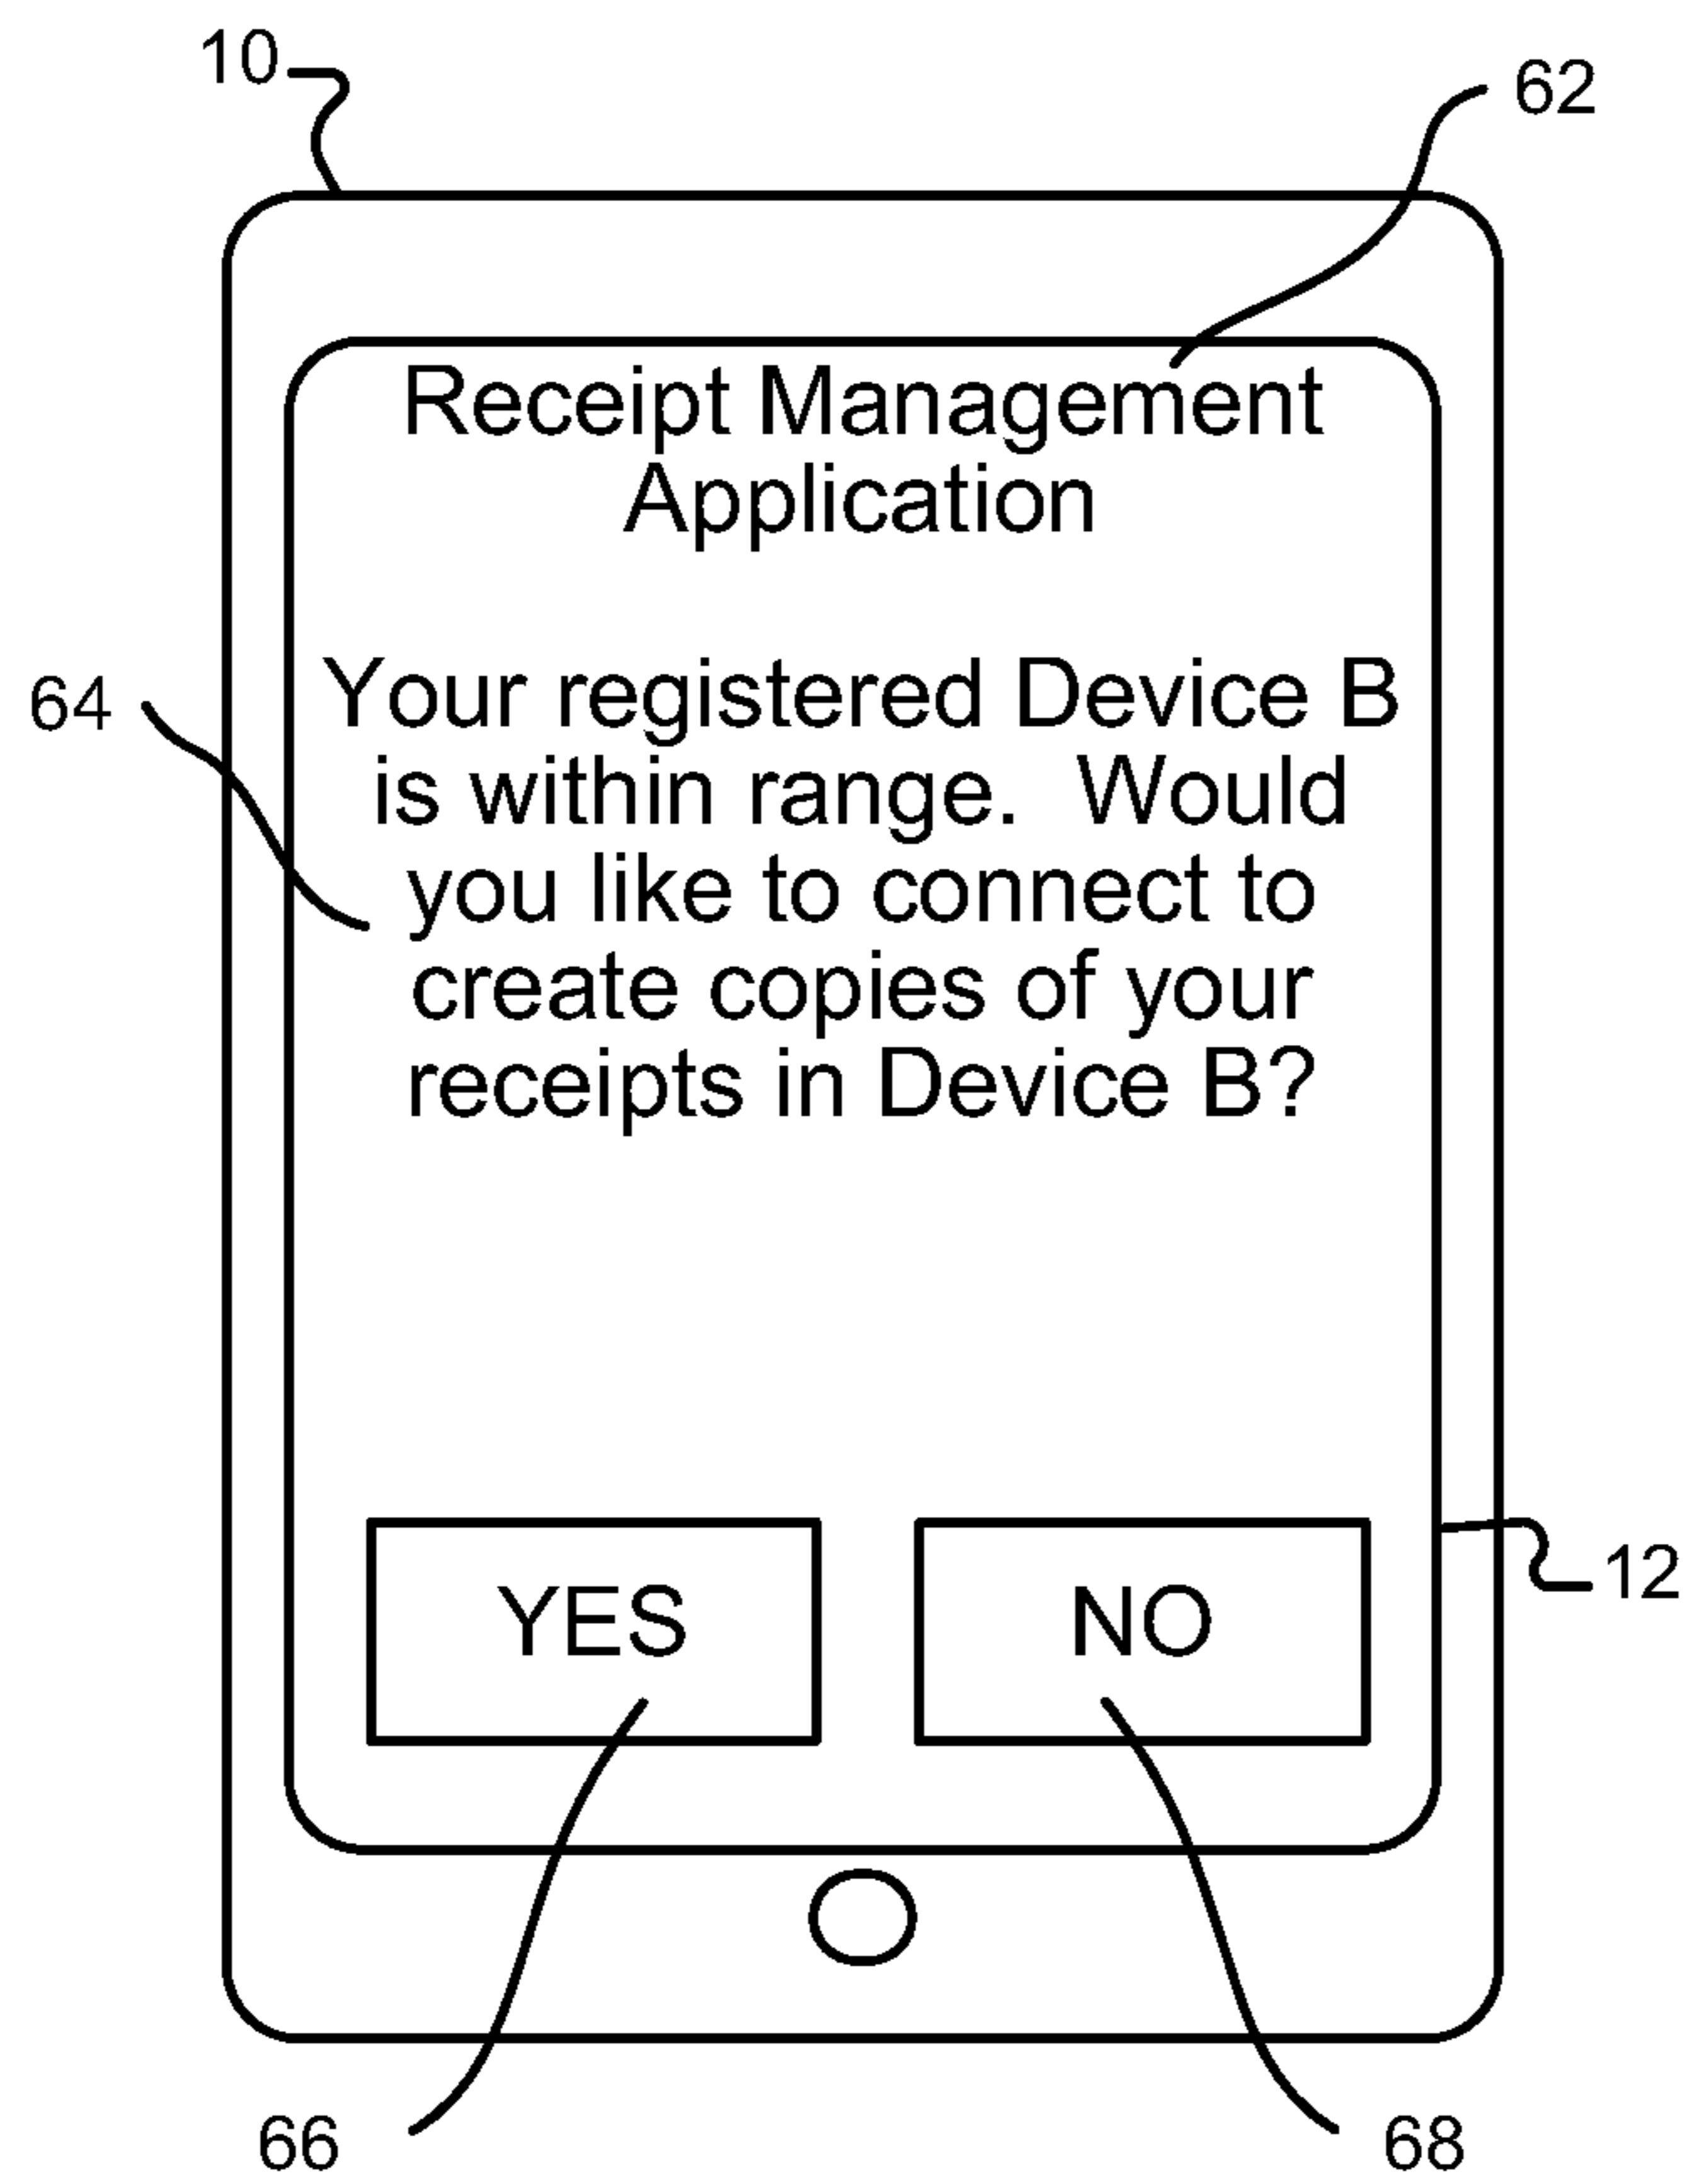 10
62
Receipt Management
Application
64
Your registered Device B
is within range.  Would
you like to connect to
create copies of your
receipts in Device B?
YES
NO
12
66
68